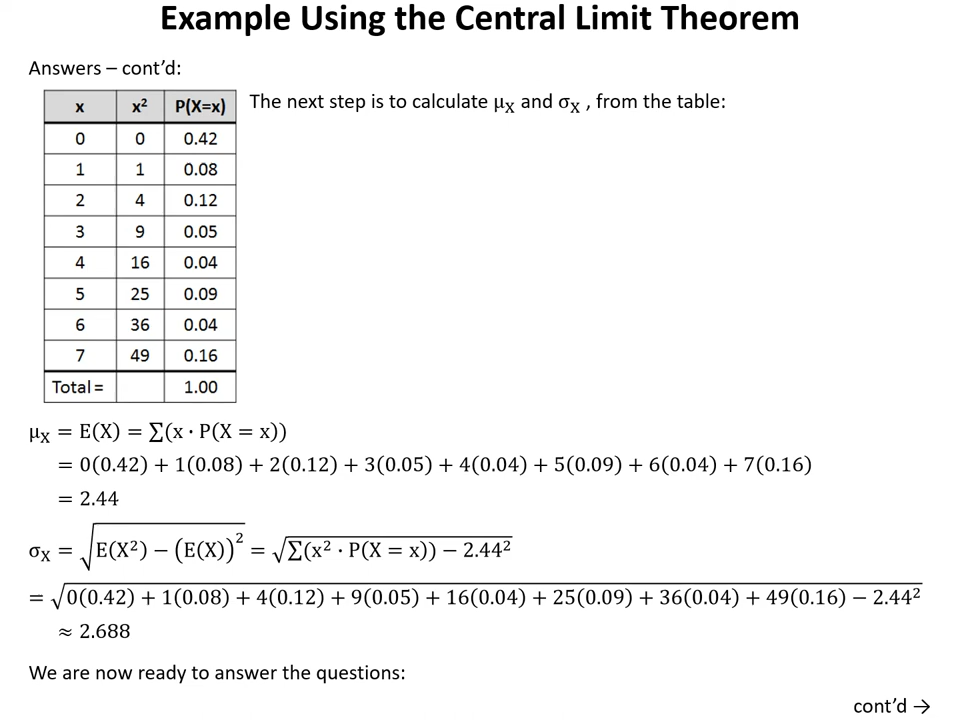 Example Using the Central Limit Theorem
Answers – cont'd:
The next step is to calculate μX and σX , from the table:
x x² P(X=x)
0 0 0.42
1 1 0.08
2 4 0.12
3 9 0.05
4 16 0.04
5 25 0.09
6 36 0.04
7 49 0.16
Total = 1.00
μX = E(X) = ∑(x · P(X = x))
= 0(0.42) + 1(0.08) + 2(0.12) + 3(0.05) + 4(0.04) + 5(0.09) + 6(0.04) + 7(0.16)
= 2.44
σX = √(E(X²) − (E(X))²) = √(∑(x² · P(X = x)) − 2.44²)
= √(0(0.42) + 1(0.08) + 4(0.12) + 9(0.05) + 16(0.04) + 25(0.09) + 36(0.04) + 49(0.16) − 2.44²)
≈ 2.688
We are now ready to answer the questions:
cont'd →